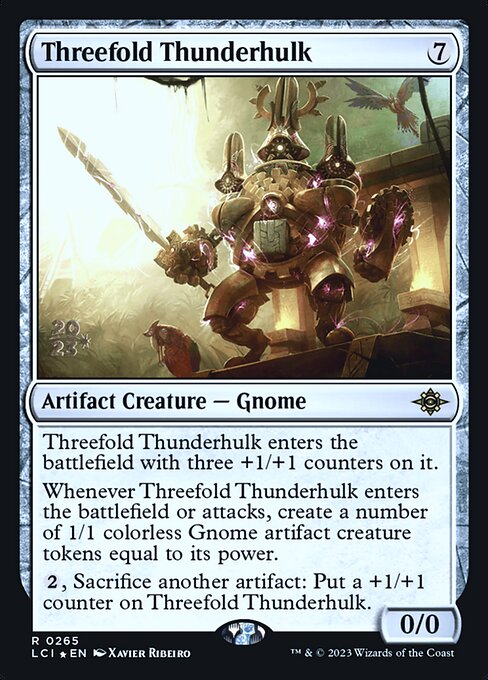 Threefold Thunderhulk 7
20
23
Artifact Creature — Gnome
Threefold Thunderhulk enters the
battlefield with three +1/+1 counters on it.
Whenever Threefold Thunderhulk enters
the battlefield or attacks, create a number
of 1/1 colorless Gnome artifact creature
tokens equal to its power.
2, Sacrifice another artifact: Put a +1/+1
counter on Threefold Thunderhulk.
0/0
R 0265
LCI ★ EN Xavier Ribeiro
™ & © 2023 Wizards of the Coast